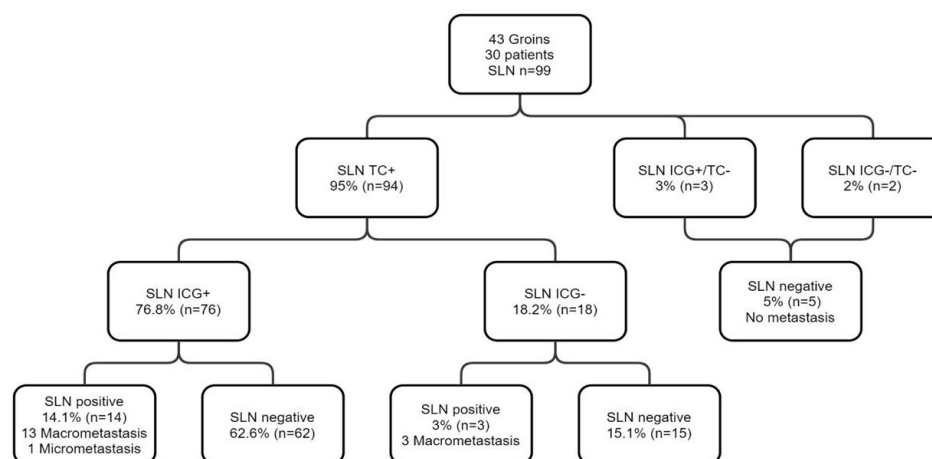 43 Groins
30 patients
SLN n=99
SLN TC+
95% (n=94)
SLN ICG+/TC-
3% (n=3)
SLN ICG-/TC-
2% (n=2)
SLN ICG+
76.8% (n=76)
SLN ICG-
18.2% (n=18)
SLN negative
5% (n=5)
No metastasis
SLN positive
14.1% (n=14)
13 Macrometastasis
1 Micrometastasis
SLN negative
62.6% (n=62)
SLN positive
3% (n=3)
3 Macrometastasis
SLN negative
15.1% (n=15)